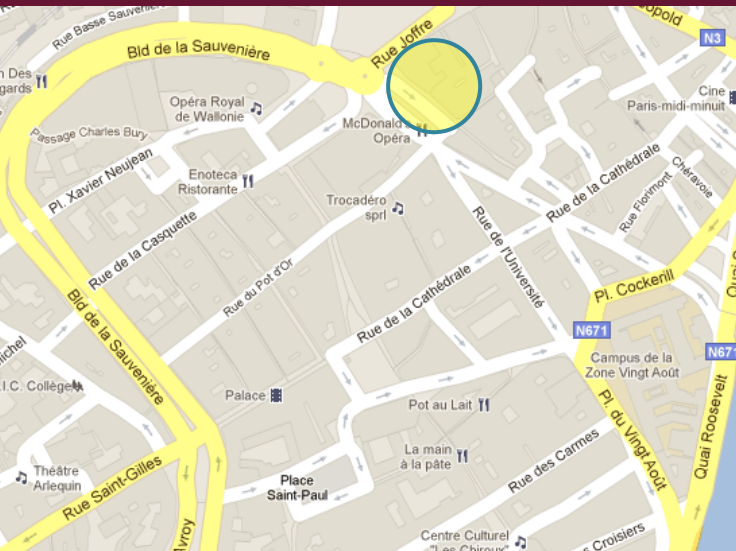 Rue Basse Sauvenière
Bld de la Sauvenière
Rue Joffre
N3
Opéra Royal
de Wallonie
Cine
Paris-midi-minuit
McDonald's
Opéra
Passage Charles Bury
Pl. Xavier Neujean
Enoteca
Ristorante
Trocadéro
sprl
Rue de la Cathédrale
Chéravoie
Rue Florimont
Rue de la Casquette
Rue de l'Université
Rue du Pot d'Or
Rue de la Cathédrale
Pl. Cockerill
Bld de la Sauvenière
N671
N671
Campus de la
Zone Vingt Août
Palace
Pot au Lait
Pl. du Vingt Août
Quai Roosevelt
La main
à la pâte
Rue des Carmes
Théâtre
Arlequin
Rue Saint-Gilles
Place
Saint-Paul
Centre Culturel
"Les Chiroux"
Croisiers